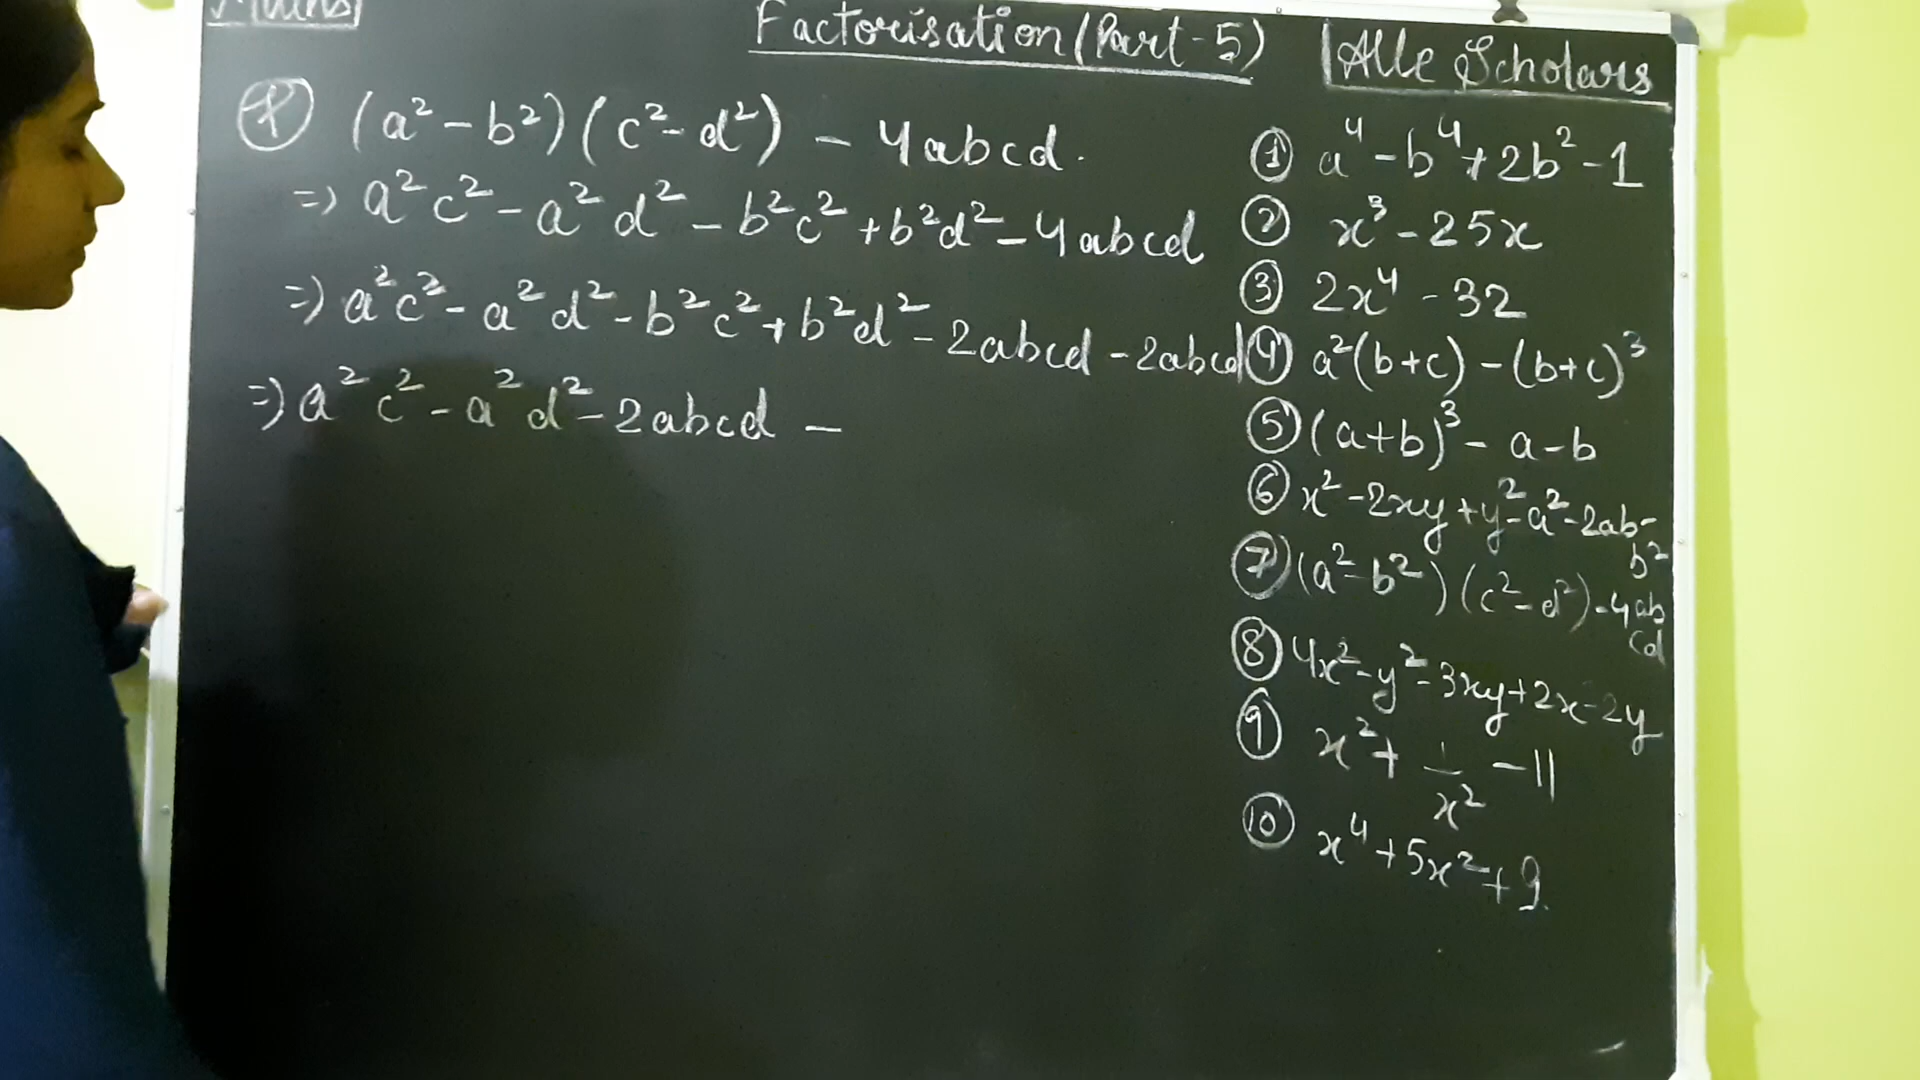 Maths
Factorisation (Part-5)
Alle Scholars
⑦ (a² - b²)(c² - d²) - 4abcd.
⇒ a²c² - a²d² - b²c² + b²d² - 4abcd
⇒ a²c² - a²d² - b²c² + b²d² - 2abcd - 2abcd
⇒ a²c² - a²d² - 2abcd -
① a⁴ - b⁴ + 2b² - 1
② x³ - 25x
③ 2x⁴ - 32
④ a²(b+c) - (b+c)³
⑤ (a+b)³ - a - b
⑥ x² - 2xy + y² - a² - 2ab -
b²
⑦ (a² - b²)(c² - d²) - 4ab
cd
⑧ 4x² - y² - 3xy + 2x - 2y
⑨ x² + 1/x² - 11
⑩ x⁴ + 5x² + 9